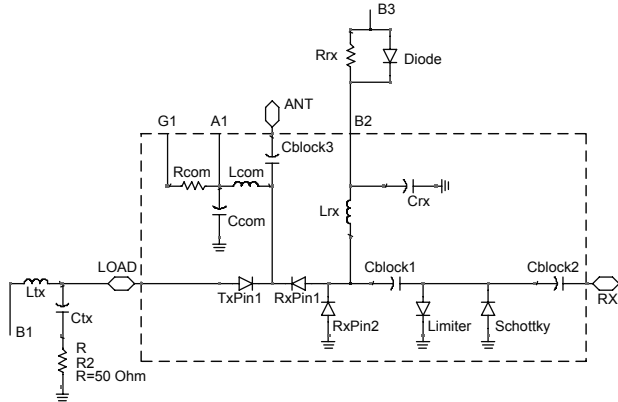 B3
Rrx
Diode
ANT
G1
A1
B2
Cblock3
Rcom
Lcom
Ccom
Crx
Lrx
LOAD
Cblock1
Cblock2
Ltx
TxPin1
RxPin1
RX
Ctx
RxPin2
Limiter
Schottky
B1
R
R2
R=50 Ohm